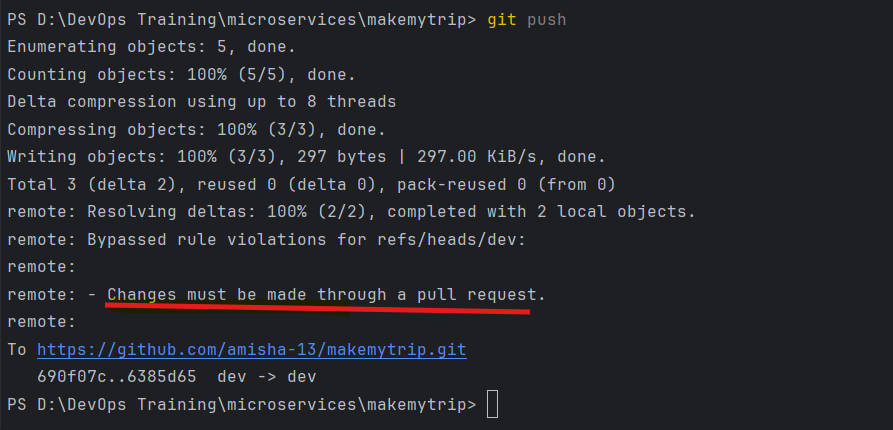 PS D:\DevOps Training\microservices\makemytrip> git push
Enumerating objects: 5, done.
Counting objects: 100% (5/5), done.
Delta compression using up to 8 threads
Compressing objects: 100% (3/3), done.
Writing objects: 100% (3/3), 297 bytes | 297.00 KiB/s, done.
Total 3 (delta 2), reused 0 (delta 0), pack-reused 0 (from 0)
remote: Resolving deltas: 100% (2/2), completed with 2 local objects.
remote: Bypassed rule violations for refs/heads/dev:
remote:
remote: - Changes must be made through a pull request.
remote:
To https://github.com/amisha-13/makemytrip.git
   690f07c..6385d65  dev -> dev
PS D:\DevOps Training\microservices\makemytrip>